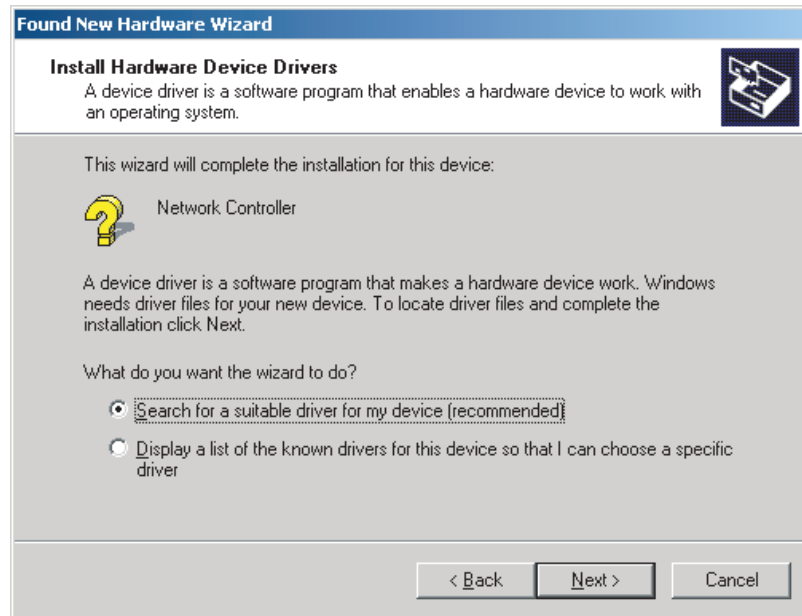 Found New Hardware Wizard
Install Hardware Device Drivers
A device driver is a software program that enables a hardware device to work with
an operating system.
This wizard will complete the installation for this device:
Network Controller
A device driver is a software program that makes a hardware device work. Windows
needs driver files for your new device. To locate driver files and complete the
installation click Next.
What do you want the wizard to do?
Search for a suitable driver for my device (recommended)
Display a list of the known drivers for this device so that I can choose a specific
driver
< Back Next > Cancel